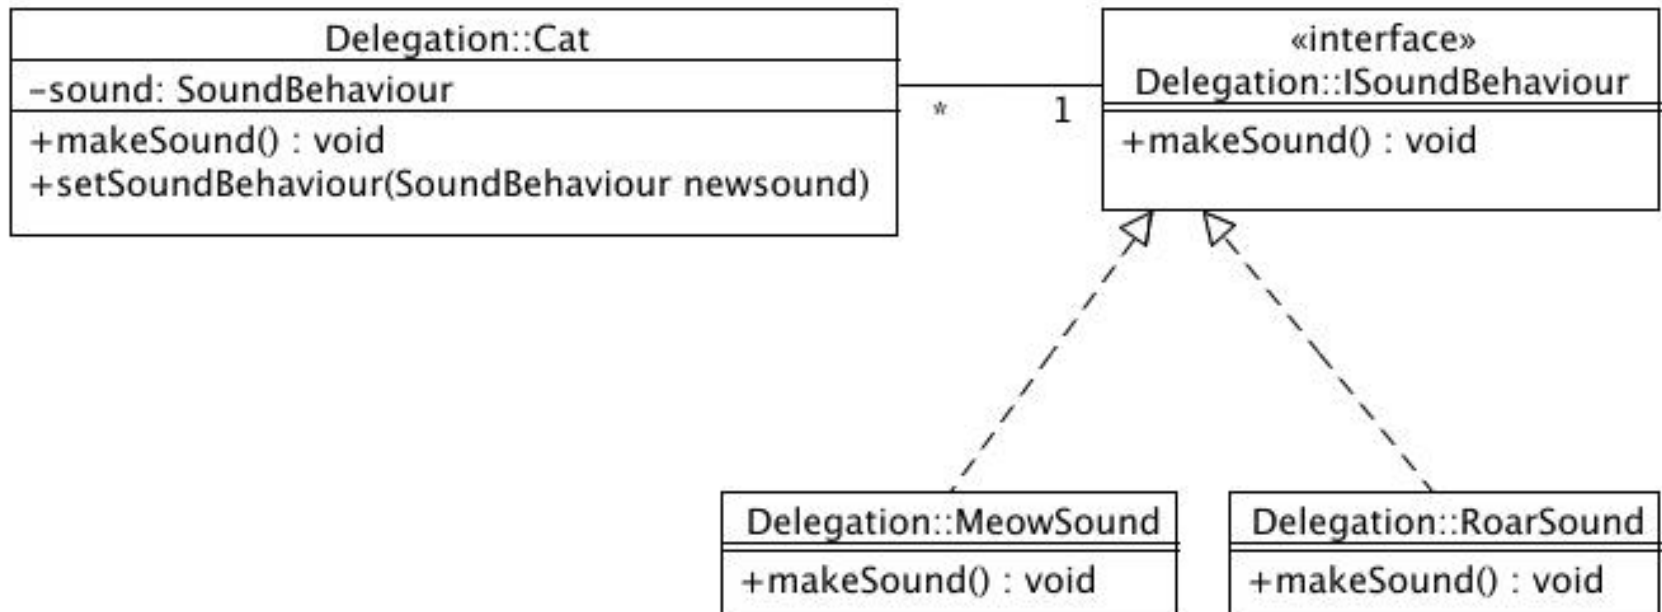 Delegation::Cat
-sound: SoundBehaviour
+makeSound() : void
+setSoundBehaviour(SoundBehaviour newsound)
*
1
«interface»
Delegation::ISoundBehaviour
+makeSound() : void
Delegation::MeowSound
+makeSound() : void
Delegation::RoarSound
+makeSound() : void